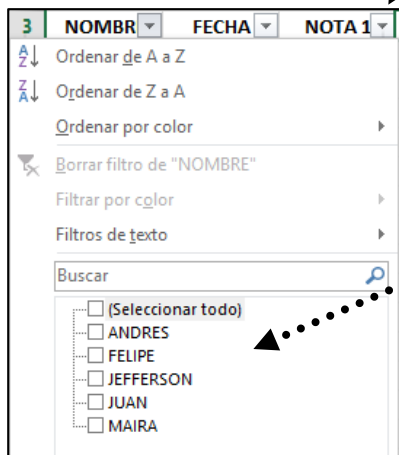 3 NOMBR FECHA NOTA 1
Ordenar de A a Z
Ordenar de Z a A
Ordenar por color
Borrar filtro de "NOMBRE"
Filtrar por color
Filtros de texto
Buscar
(Seleccionar todo)
ANDRES
FELIPE
JEFFERSON
JUAN
MAIRA